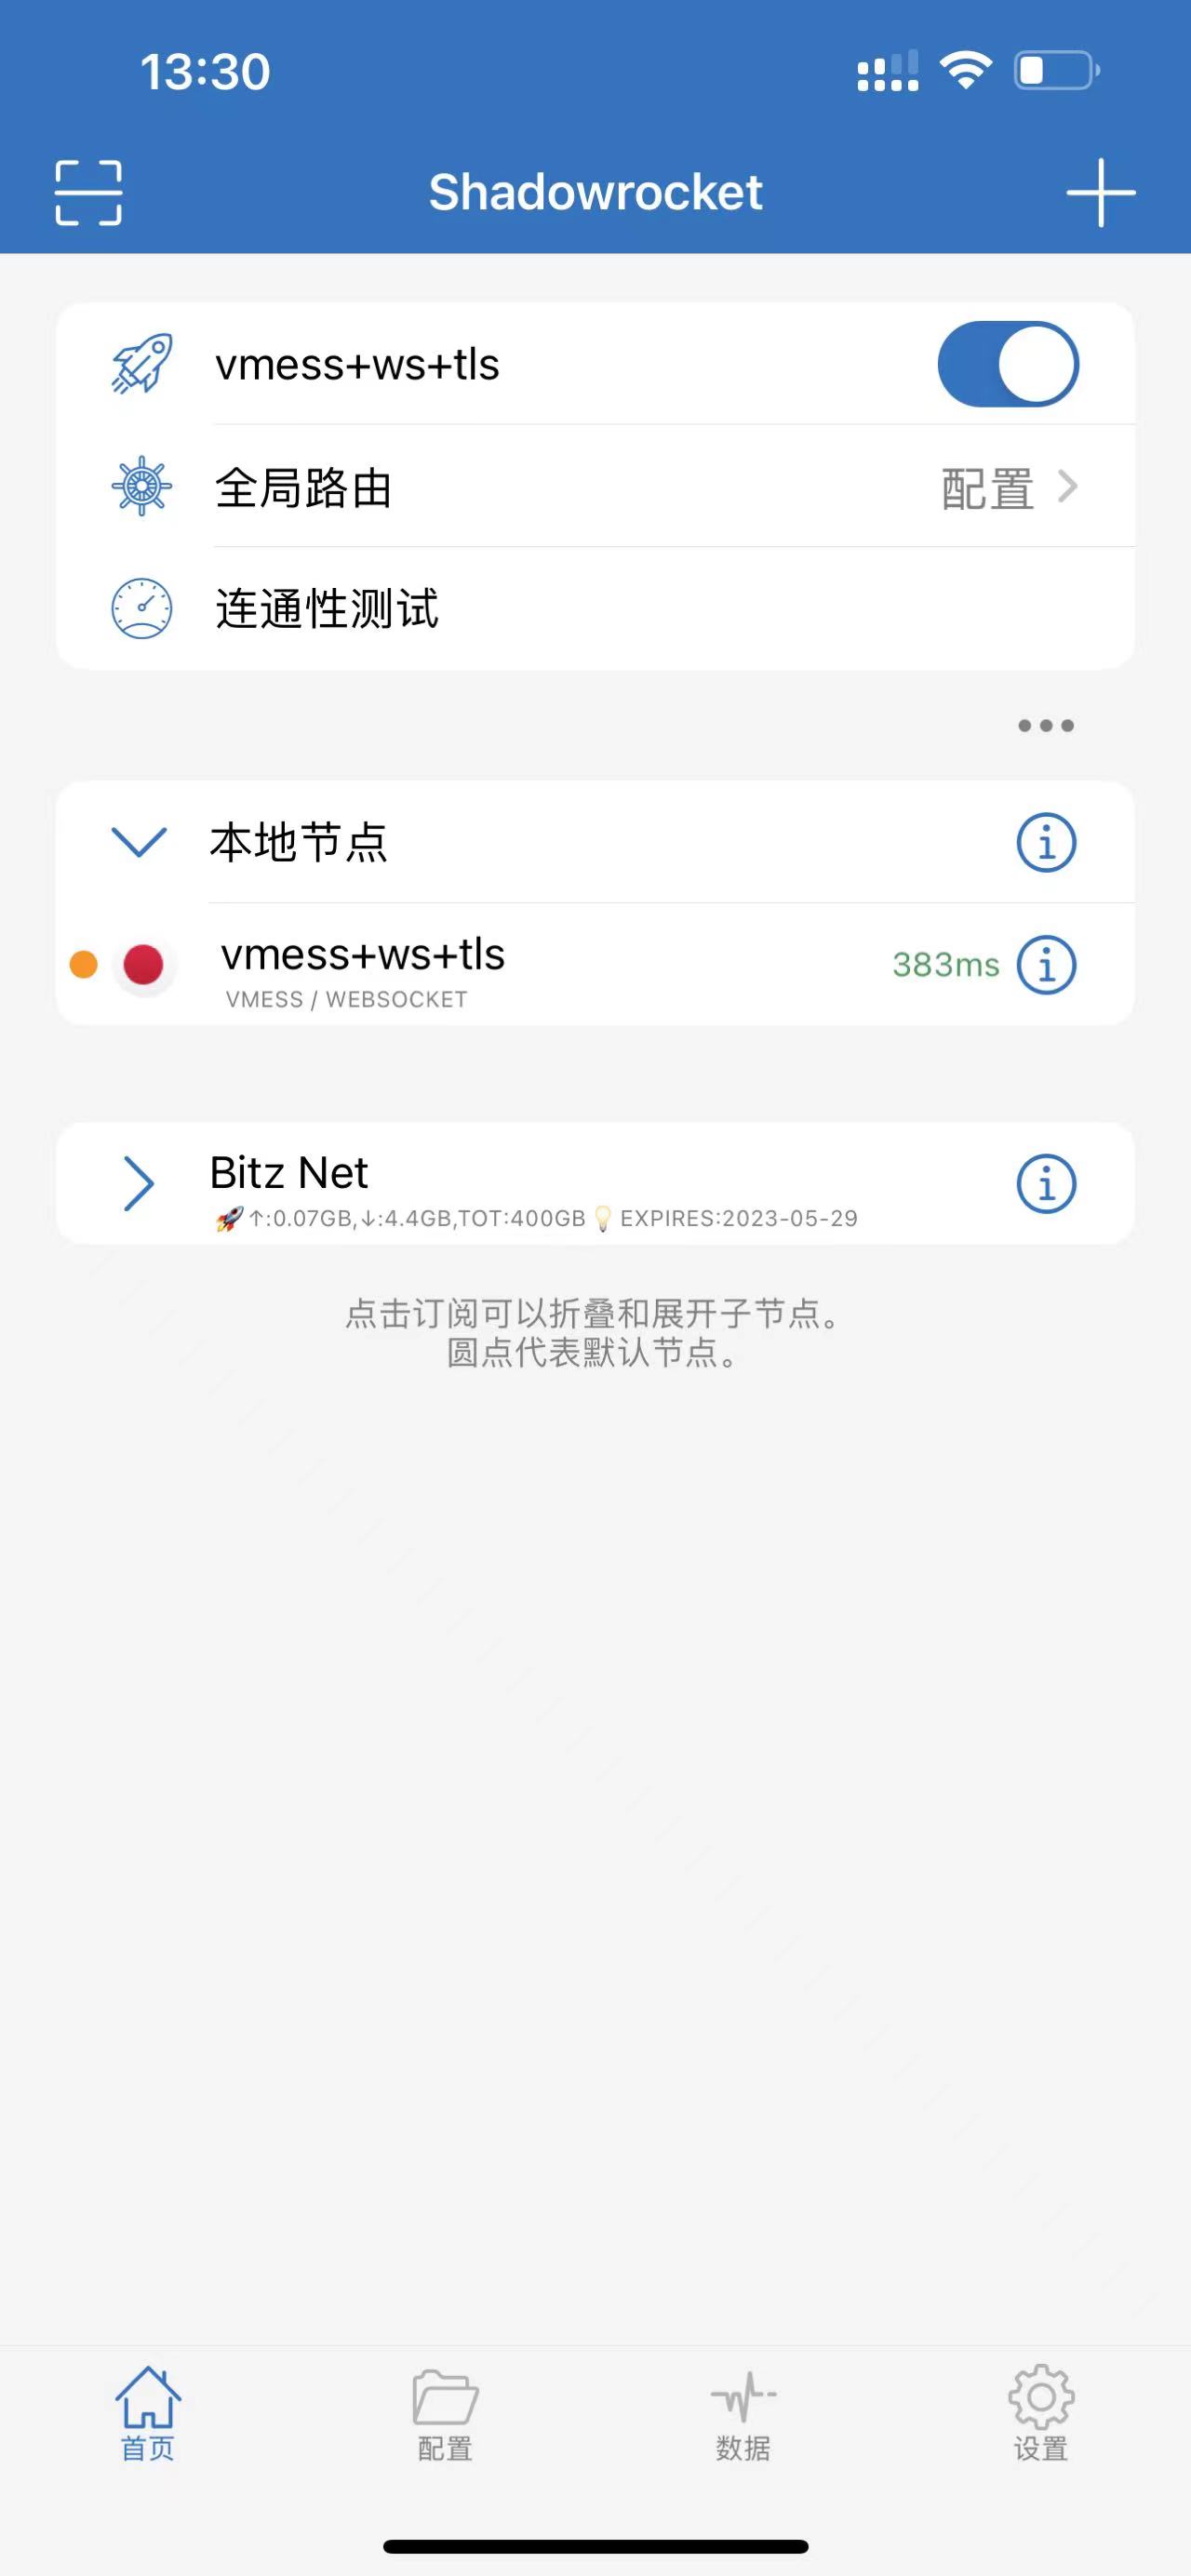 13:30
Shadowrocket
vmess+ws+tls
全局路由 配置
连通性测试
本地节点
vmess+ws+tls 383ms
VMESS / WEBSOCKET
Bitz Net
🚀↑:0.07GB,↓:4.4GB,TOT:400GB💡EXPIRES:2023-05-29
点击订阅可以折叠和展开子节点。
圆点代表默认节点。
首页 配置 数据 设置